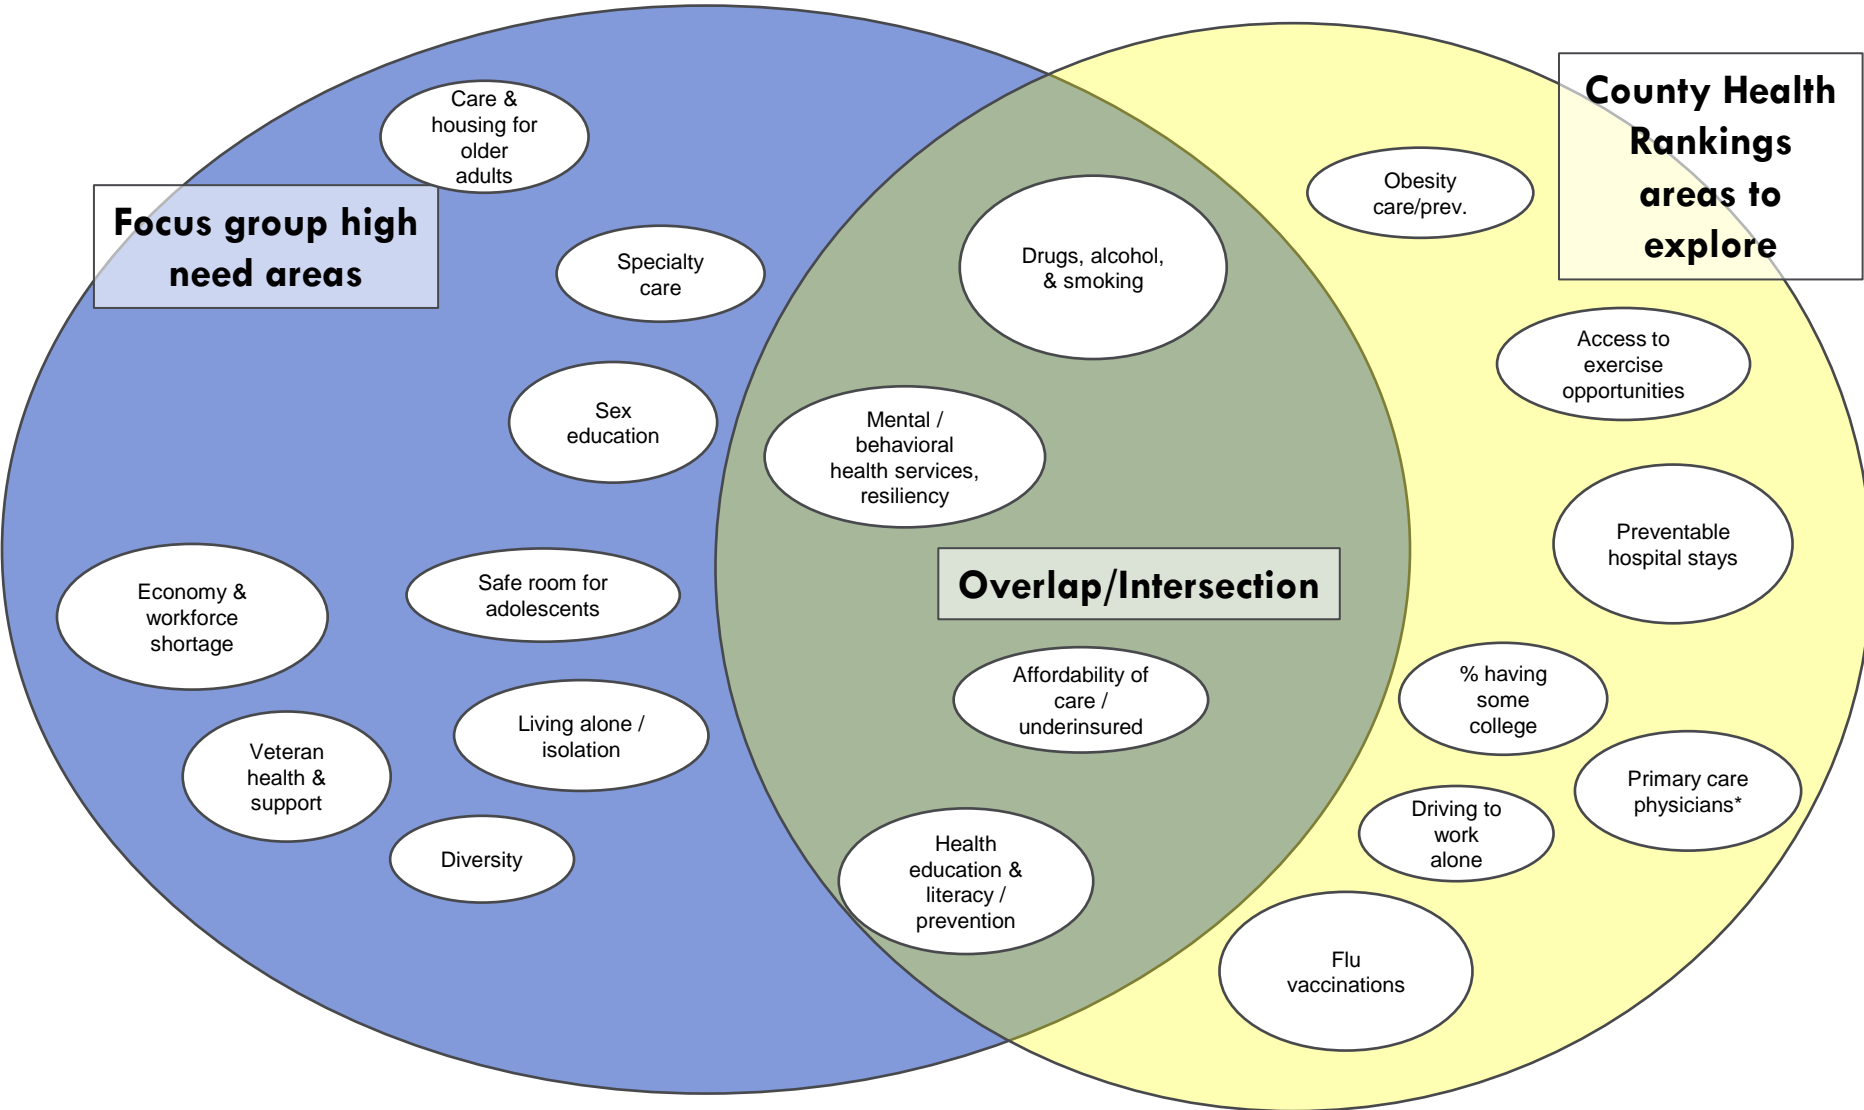 Care &
housing for
older
adults
Focus group high
need areas
Specialty
care
Sex
education
Economy &
workforce
shortage
Safe room for
adolescents
Veteran
health &
support
Living alone /
isolation
Diversity
Drugs, alcohol,
& smoking
Mental /
behavioral
health services,
resiliency
Overlap/Intersection
Affordability of
care /
underinsured
Health
education &
literacy /
prevention
County Health
Rankings
areas to
explore
Obesity
care/prev.
Access to
exercise
opportunities
Preventable
hospital stays
% having
some
college
Primary care
physicians*
Driving to
work
alone
Flu
vaccinations